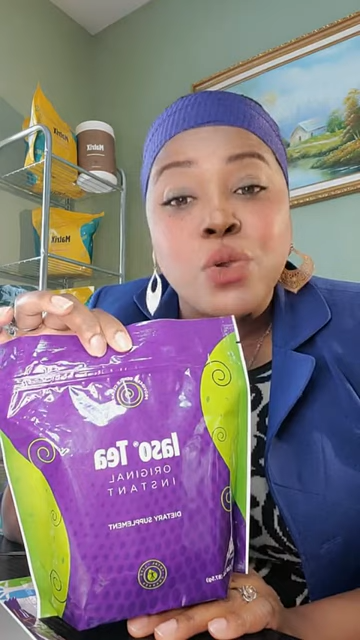 MatriX
MatriX
Iaso® Tea
ORIGINAL
INSTANT
DIETARY SUPPLEMENT